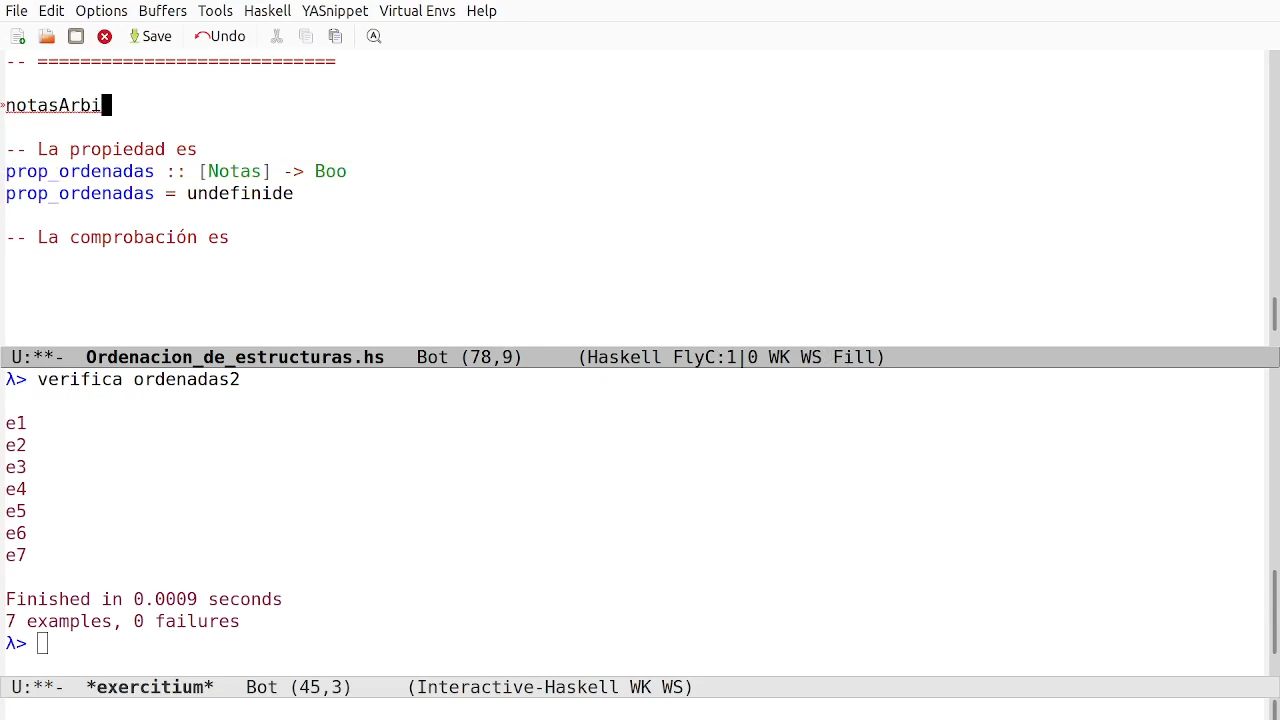 File Edit Options Buffers Tools Haskell YASnippet Virtual Envs Help
Save Undo
-- ============================
notasArbi
-- La propiedad es
prop_ordenadas :: [Notas] -> Boo
prop_ordenadas = undefinide
-- La comprobación es
U:**-  Ordenacion_de_estructuras.hs   Bot (78,9)     (Haskell FlyC:1|0 WK WS Fill)
λ> verifica ordenadas2
e1
e2
e3
e4
e5
e6
e7
Finished in 0.0009 seconds
7 examples, 0 failures
λ>
U:**-  *exercitium*   Bot (45,3)     (Interactive-Haskell WK WS)